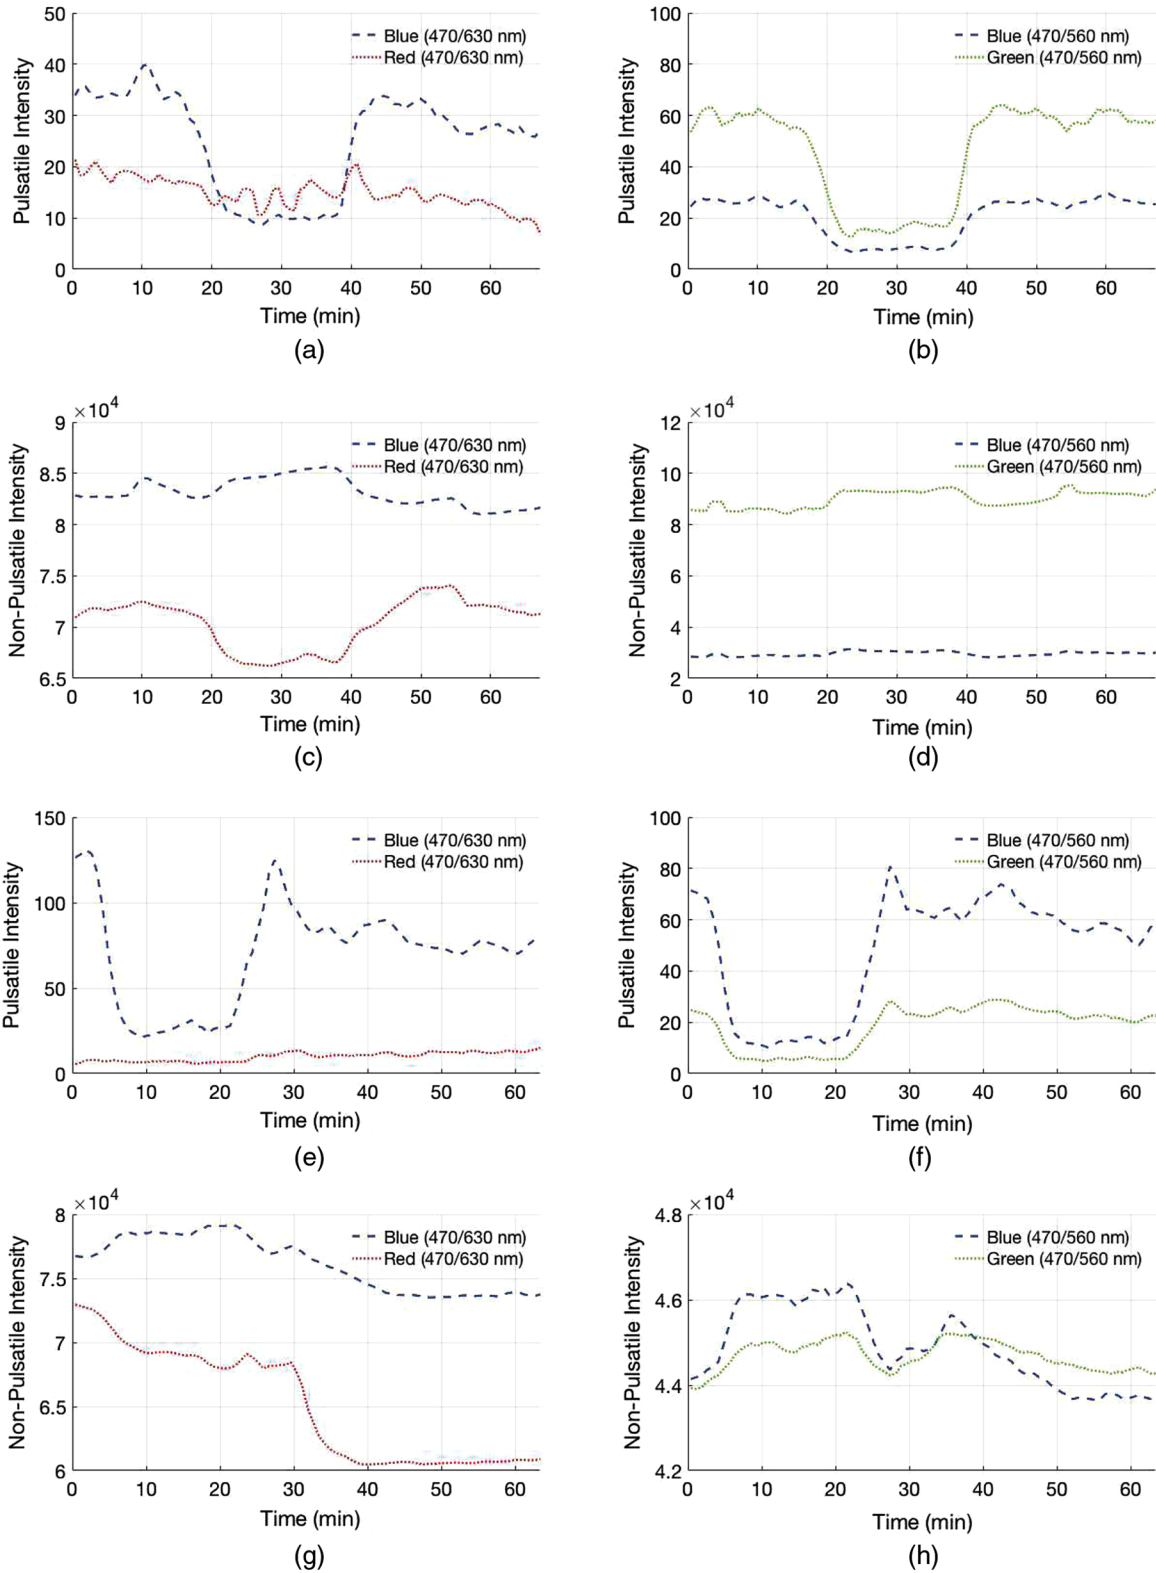 50
40
30
20
10
0
Pulsatile Intensity
Blue (470/630 nm)
Red (470/630 nm)
0 10 20 30 40 50 60
Time (min)
(a)
100
80
60
40
20
0
Pulsatile Intensity
Blue (470/560 nm)
Green (470/560 nm)
0 10 20 30 40 50 60
Time (min)
(b)
×10⁴
9
8.5
8
7.5
7
6.5
Non-Pulsatile Intensity
Blue (470/630 nm)
Red (470/630 nm)
0 10 20 30 40 50 60
Time (min)
(c)
×10⁴
12
10
8
6
4
2
Non-Pulsatile Intensity
Blue (470/560 nm)
Green (470/560 nm)
0 10 20 30 40 50 60
Time (min)
(d)
150
100
50
0
Pulsatile Intensity
Blue (470/630 nm)
Red (470/630 nm)
0 10 20 30 40 50 60
Time (min)
(e)
100
80
60
40
20
0
Pulsatile Intensity
Blue (470/560 nm)
Green (470/560 nm)
0 10 20 30 40 50 60
Time (min)
(f)
×10⁴
8
7.5
7
6.5
6
Non-Pulsatile Intensity
Blue (470/630 nm)
Red (470/630 nm)
0 10 20 30 40 50 60
Time (min)
(g)
×10⁴
4.8
4.6
4.4
4.2
Non-Pulsatile Intensity
Blue (470/560 nm)
Green (470/560 nm)
0 10 20 30 40 50 60
Time (min)
(h)